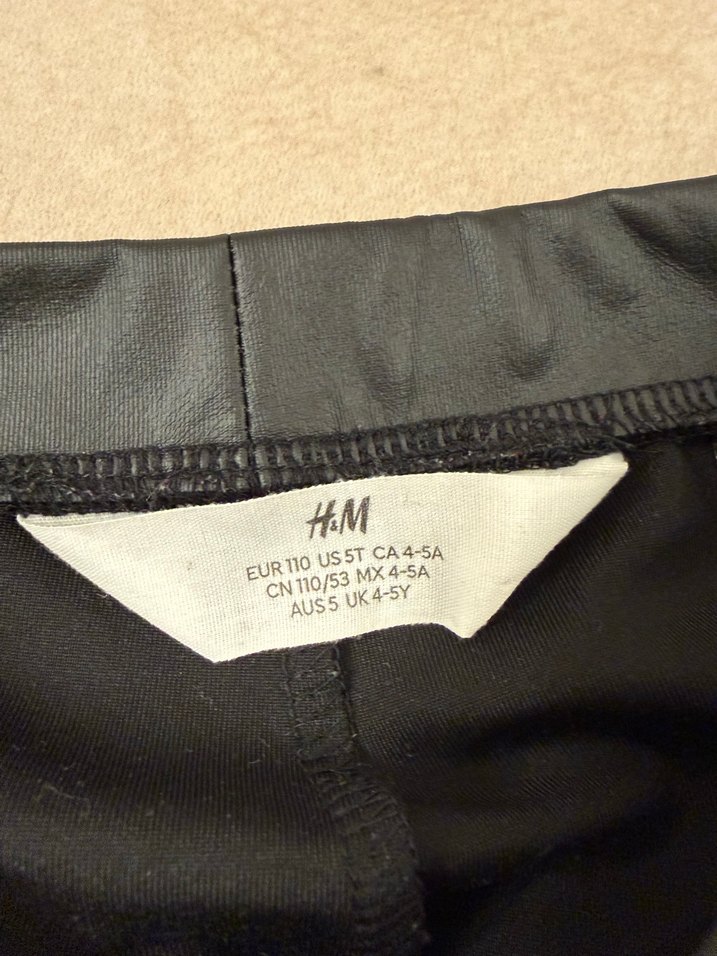 H&M
EUR 110 US 5T CA 4-5A
CN 110/53 MX 4-5A
AUS 5 UK 4-5Y